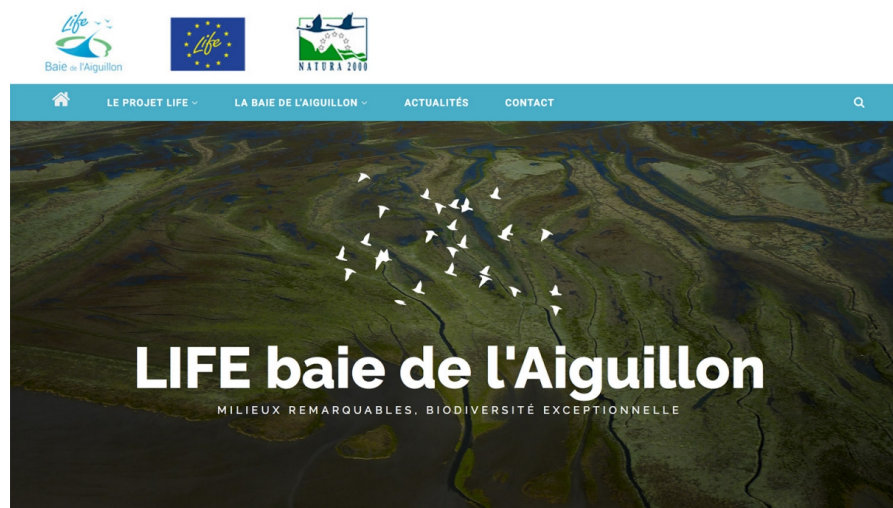 Life
Baie de l'Aiguillon
Life
NATURA 2000
LE PROJET LIFE
LA BAIE DE L'AIGUILLON
ACTUALITÉS
CONTACT
LIFE baie de l'Aiguillon
MILIEUX REMARQUABLES, BIODIVERSITÉ EXCEPTIONNELLE